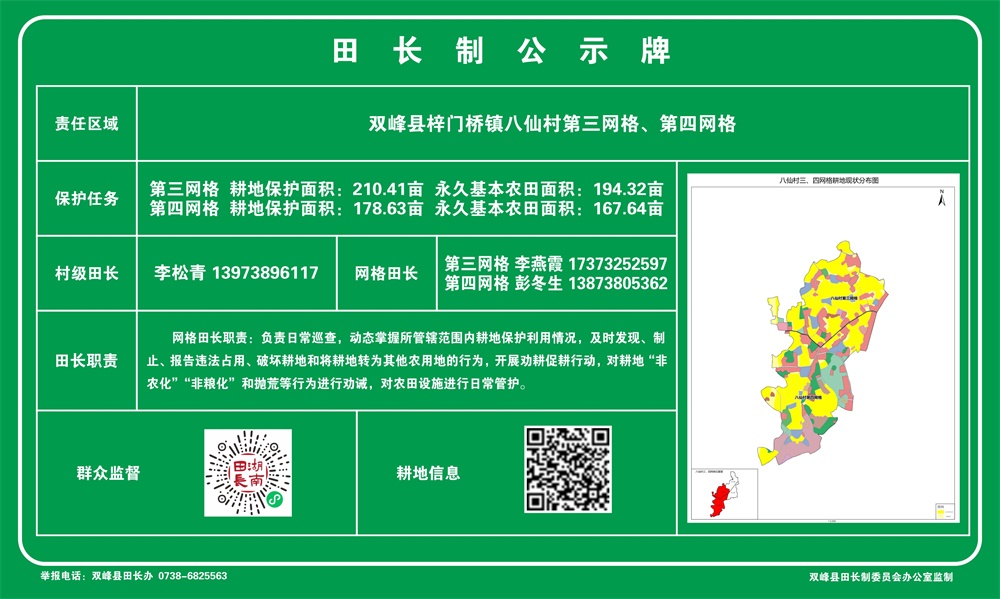 田长制公示牌
责任区域
双峰县梓门桥镇八仙村第三网格、第四网格
保护任务
第三网格 耕地保护面积：210.41亩 永久基本农田面积：194.32亩
第四网格 耕地保护面积：178.63亩 永久基本农田面积：167.64亩
村级田长
李松青 13973896117
网格田长
第三网格 李燕霞 17373252597
第四网格 彭冬生 13873805362
田长职责
网格田长职责：负责日常巡查，动态掌握所管辖范围内耕地保护利用情况，及时发现、制
止、报告违法占用、破坏耕地和将耕地转为其他农用地的行为，开展劝耕促耕行动，对耕地“非
农化”“非粮化”和抛荒等行为进行劝诫，对农田设施进行日常管护。
八仙村三、四网格耕地现状分布图
N
八仙村第三网格
八仙村第四网格
群众监督
湖南
田長
耕地信息
举报电话：双峰县田长办 0738-6825563
双峰县田长制委员会办公室监制